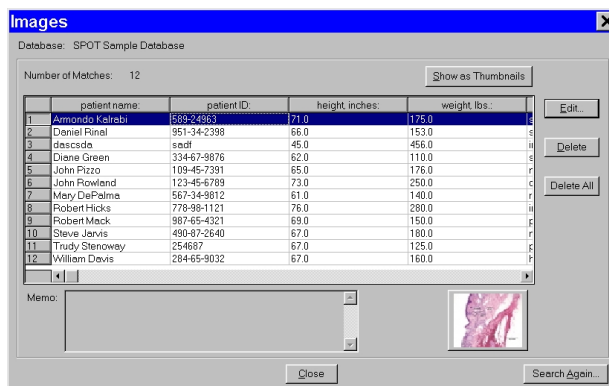 Images
Database: SPOT Sample Database
Number of Matches: 12
Show as Thumbnails
patient name: patient ID: height, inches: weight, lbs.:
1 Armondo Kalrabi 589-24963 71.0 175.0 s
2 Daniel Rinal 951-34-2398 66.0 153.0 s
3 dascsda sadf 45.0 456.0 ii
4 Diane Green 334-67-9876 62.0 110.0 s
5 John Pizzo 109-45-7391 65.0 176.0 r
6 John Rowland 123-45-6789 73.0 250.0 c
7 Mary DePalma 567-34-9812 61.0 140.0 r
8 Robert Hicks 778-98-1121 76.0 280.0 ii
9 Robert Mack 987-65-4321 69.0 150.0 p
10 Steve Jarvis 490-87-2640 67.0 180.0 r
11 Trudy Stenoway 254687 67.0 125.0 p
12 William Davis 284-65-9032 67.0 160.0 h
Edit...
Delete
Delete All
Memo:
Close
Search Again...